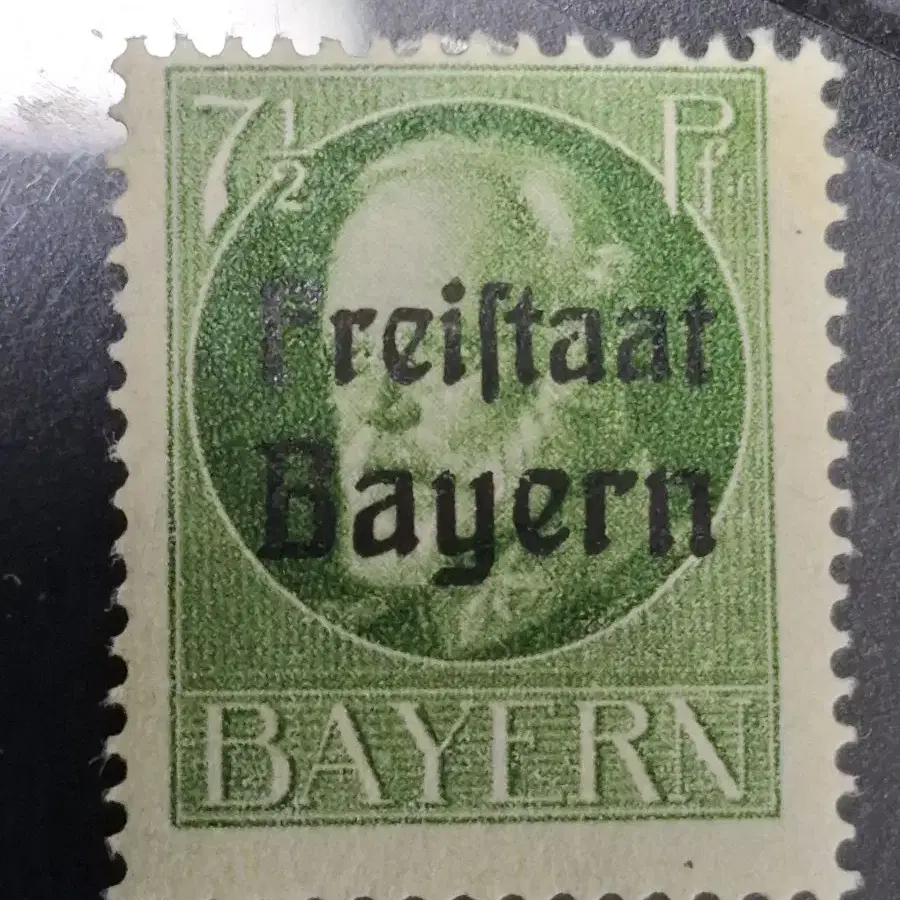 7½ Pf
Freiſtaat
Bayern
BAYERN